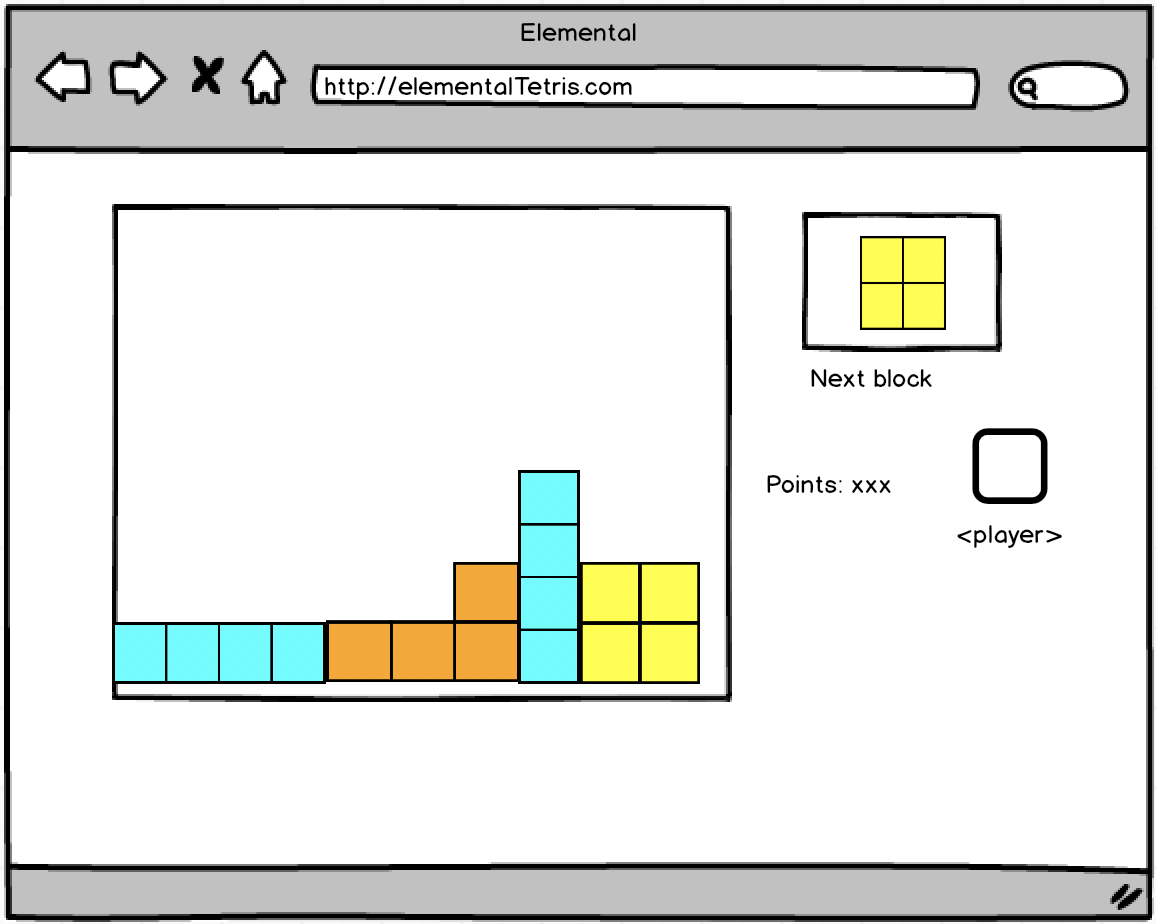 Elemental
http://elementalTetris.com
Next block
Points: xxx
<player>